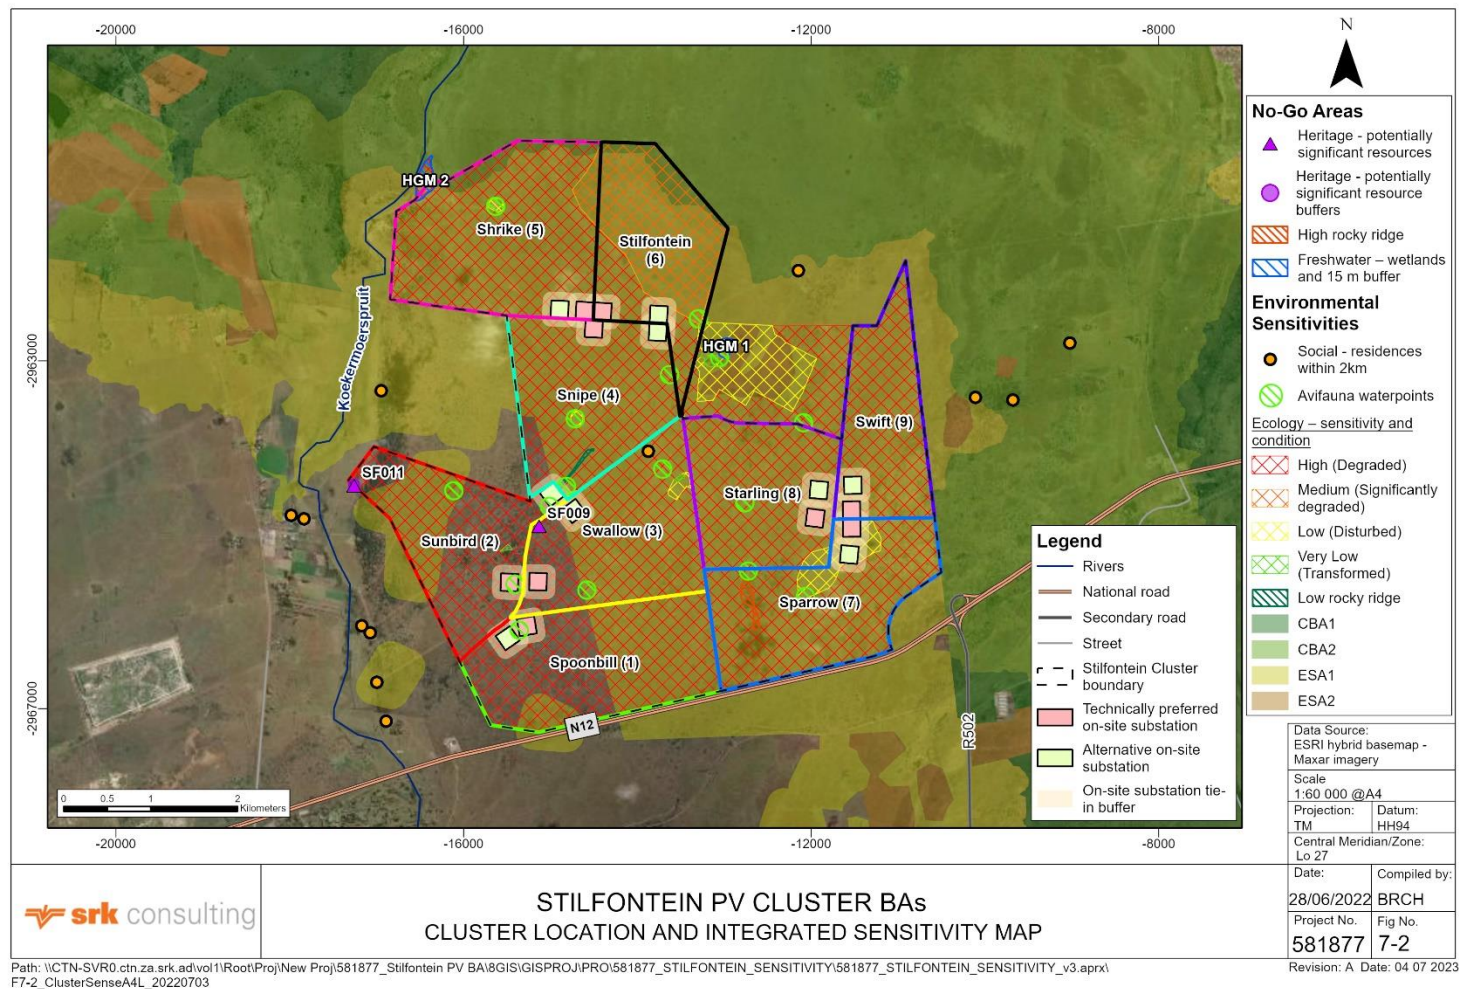 -20000
-16000
-12000
-8000
-2963000
-2967000
HGM 2
Shrike (5)
Stilfontein
(6)
Koekermoerspruit
HGM 1
Snipe (4)
Swift (9)
SF011
Starling (8)
SF009
Sunbird (2)
Swallow (3)
Sparrow (7)
Spoonbill (1)
N12
R502
0 0.5 1 2
Kilometers
-20000
-16000
-12000
-8000
Legend
Rivers
National road
Secondary road
Street
Stilfontein Cluster
boundary
Technically preferred
on-site substation
Alternative on-site
substation
On-site substation tie-
in buffer
N
No-Go Areas
Heritage - potentially
significant resources
Heritage - potentially
significant resource
buffers
High rocky ridge
Freshwater – wetlands
and 15 m buffer
Environmental
Sensitivities
Social - residences
within 2km
Avifauna waterpoints
Ecology – sensitivity and
condition
High (Degraded)
Medium (Significantly
degraded)
Low (Disturbed)
Very Low
(Transformed)
Low rocky ridge
CBA1
CBA2
ESA1
ESA2
Data Source:
ESRI hybrid basemap -
Maxar imagery
Scale
1:60 000 @A4
Projection:
TM
Datum:
HH94
Central Meridian/Zone:
Lo 27
Date:
28/06/2022
Compiled by:
BRCH
Project No.
581877
Fig No.
7-2
Revision: A Date: 04 07 2023
srk consulting
STILFONTEIN PV CLUSTER BAs
CLUSTER LOCATION AND INTEGRATED SENSITIVITY MAP
Path: \\CTN-SVR0.ctn.za.srk.ad\vol1\Root\Proj\New Proj\581877_Stilfontein PV BA\8GIS\GISPROJ\PRO\581877_STILFONTEIN_SENSITIVITY\581877_STILFONTEIN_SENSITIVITY_v3.aprx\
F7-2_ClusterSenseA4L_20220703